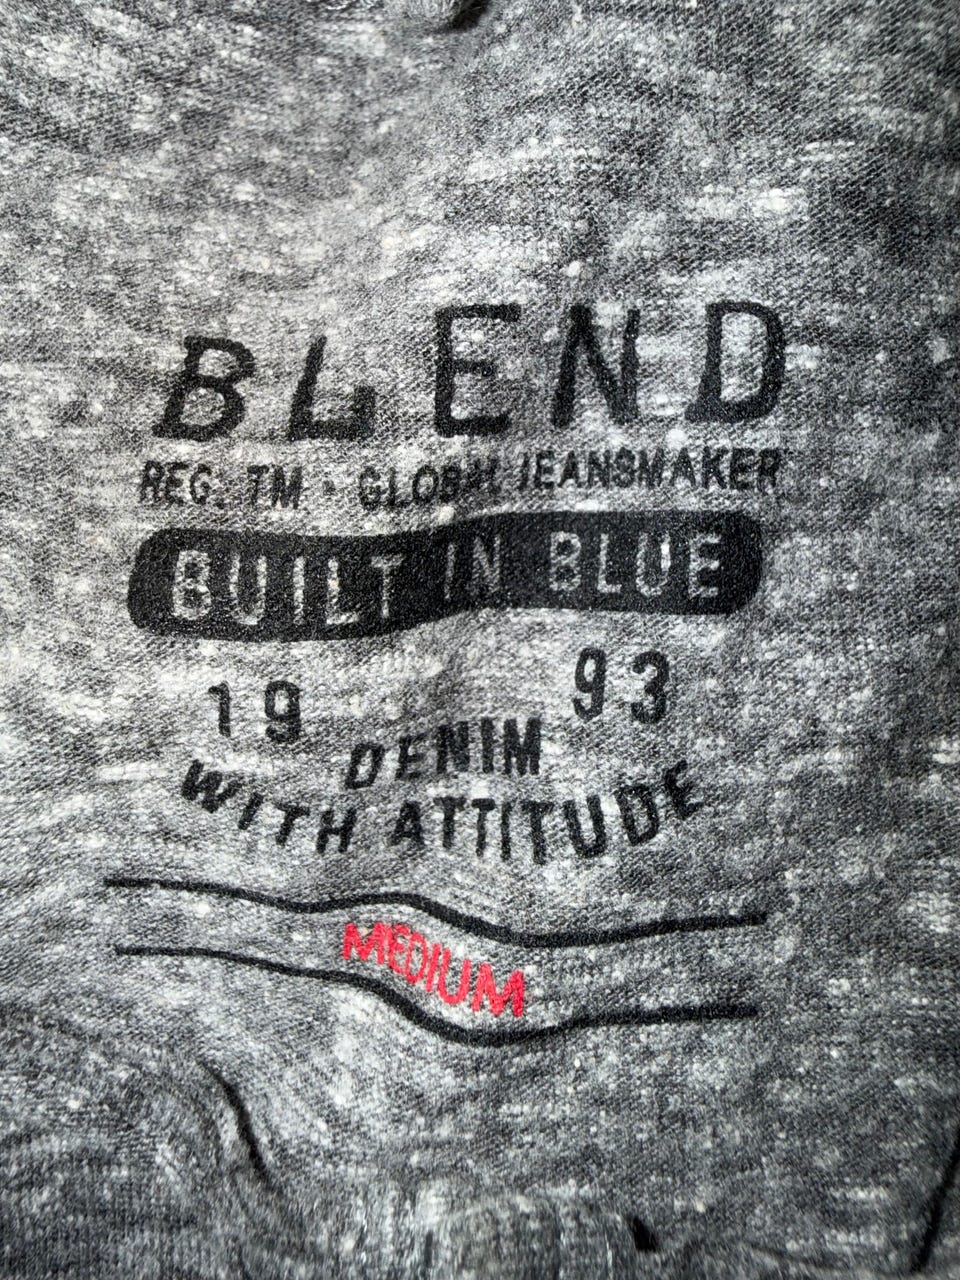 BLEND
REG. TM · GLOBAL JEANSMAKER
BUILT IN BLUE
19 93
DENIM
WITH ATTITUDE
MEDIUM